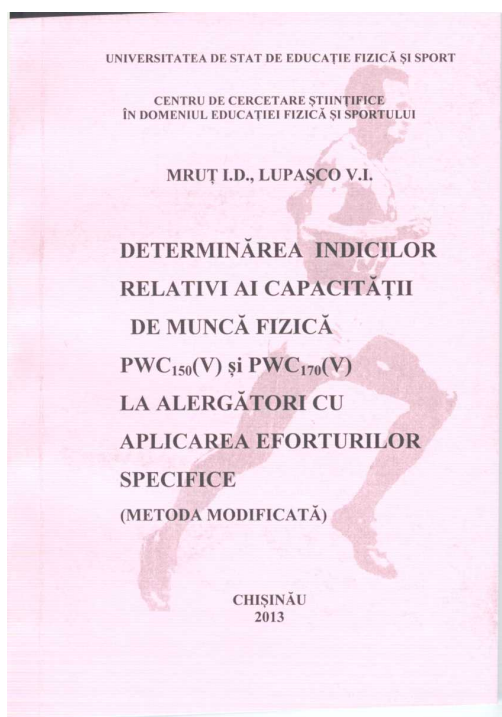 UNIVERSITATEA DE STAT DE EDUCAȚIE FIZICĂ ȘI SPORT
CENTRU DE CERCETARE ȘTIINȚIFICE
ÎN DOMENIUL EDUCAȚIEI FIZICĂ ȘI SPORTULUI
MRUȚ I.D., LUPAȘCO V.I.
DETERMINĂREA INDICILOR
RELATIVI AI CAPACITĂȚII
DE MUNCĂ FIZICĂ
PWC₁₅₀(V) și PWC₁₇₀(V)
LA ALERGĂTORI CU
APLICAREA EFORTURILOR
SPECIFICE
(METODA MODIFICATĂ)
CHIȘINĂU
2013